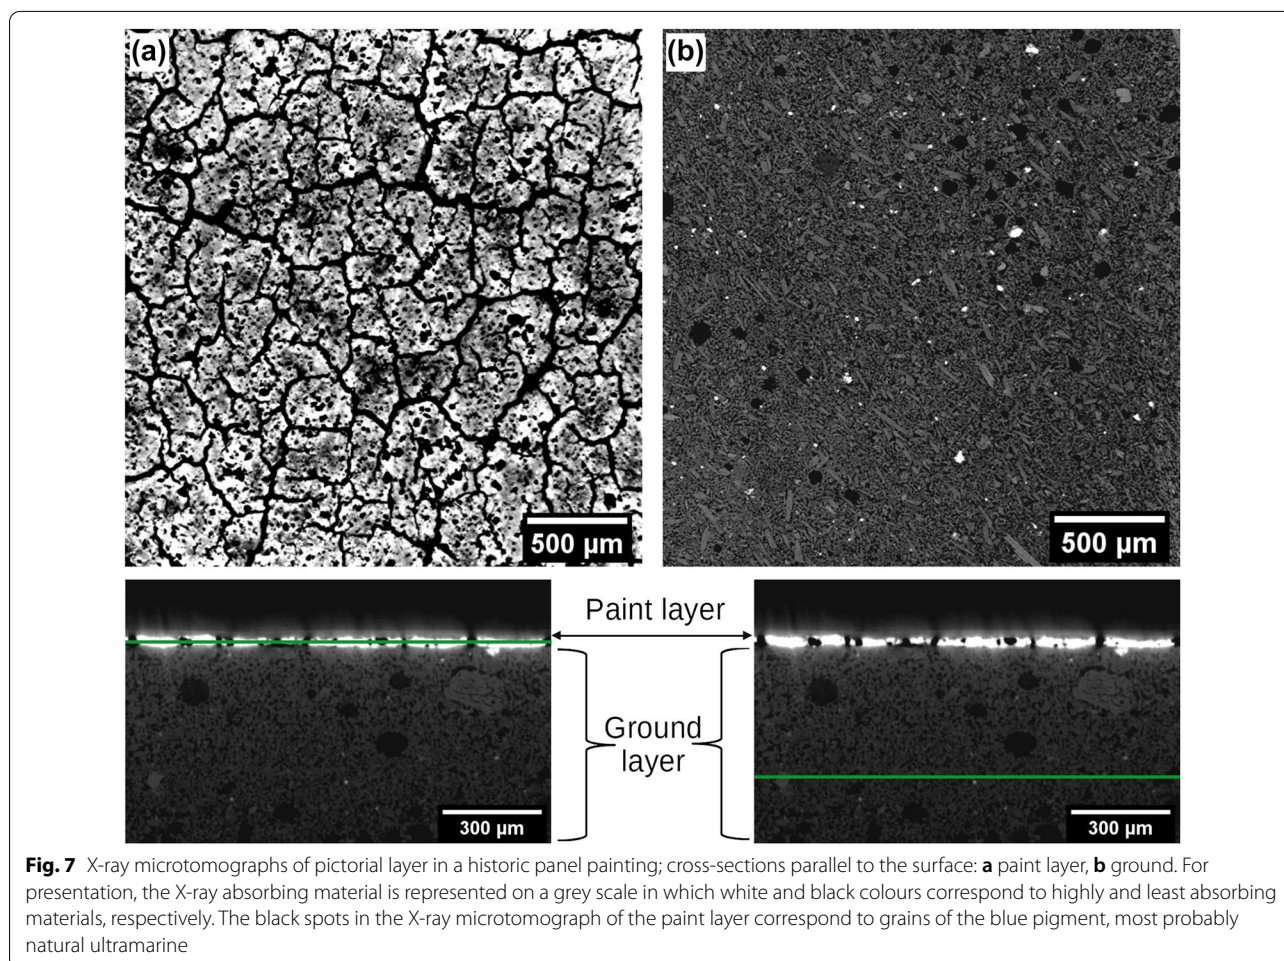 (a)
(b)
500 µm
500 µm
Paint layer
Ground
layer
300 µm
300 µm
Fig. 7 X-ray microtomographs of pictorial layer in a historic panel painting; cross-sections parallel to the surface: a paint layer, b ground. For
presentation, the X-ray absorbing material is represented on a grey scale in which white and black colours correspond to highly and least absorbing
materials, respectively. The black spots in the X-ray microtomograph of the paint layer correspond to grains of the blue pigment, most probably
natural ultramarine